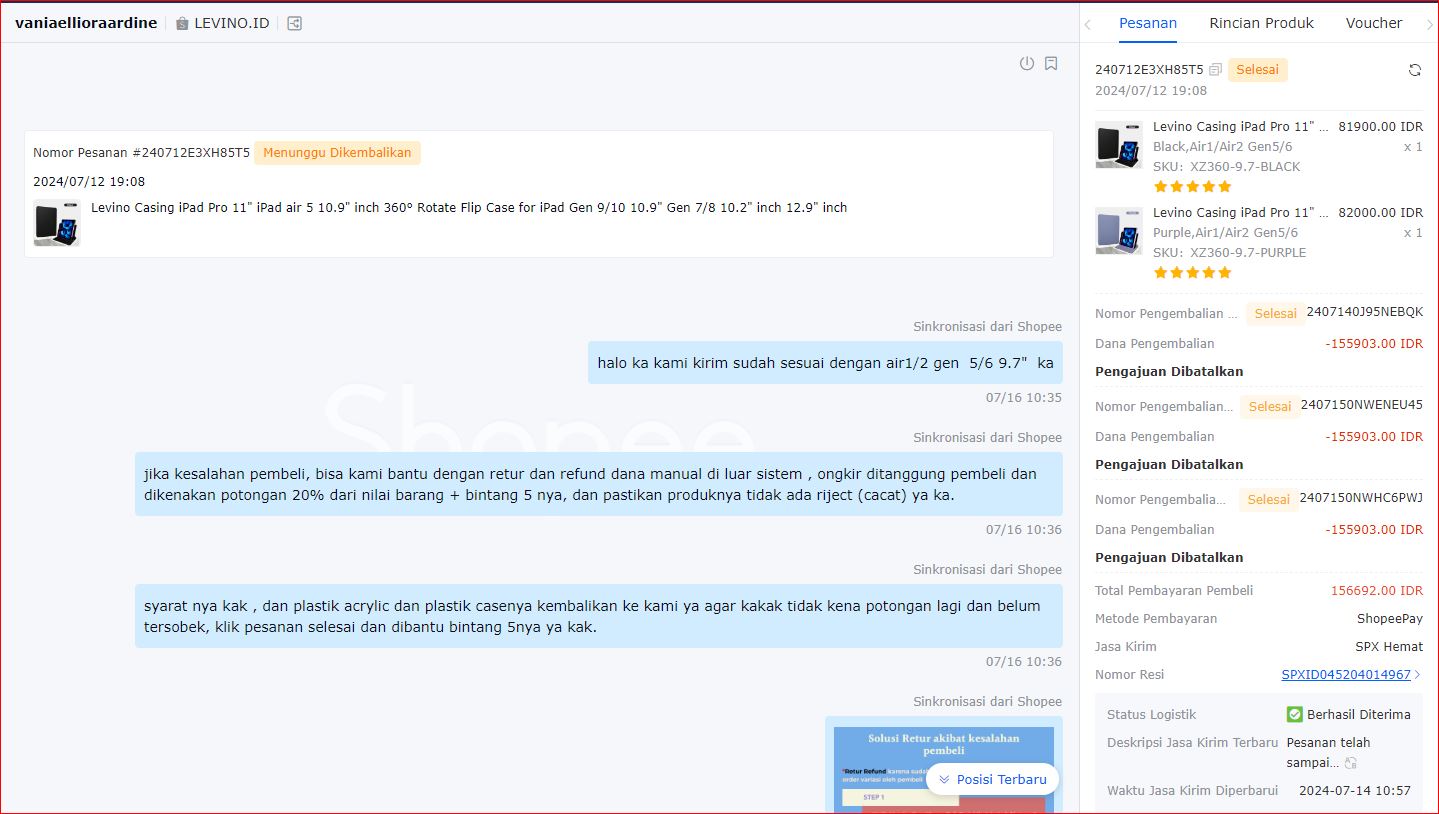 vaniaellioraardine
LEVINO.ID
Nomor Pesanan #240712E3XH85T5 Menunggu Dikembalikan
2024/07/12 19:08
Levino Casing iPad Pro 11" iPad air 5 10.9" inch 360° Rotate Flip Case for iPad Gen 9/10 10.9" Gen 7/8 10.2" inch 12.9" inch
Shopee
Sinkronisasi dari Shopee
halo ka kami kirim sudah sesuai dengan air1/2 gen  5/6 9.7"  ka
07/16 10:35
Sinkronisasi dari Shopee
jika kesalahan pembeli, bisa kami bantu dengan retur dan refund dana manual di luar sistem , ongkir ditanggung pembeli dan
dikenakan potongan 20% dari nilai barang + bintang 5 nya, dan pastikan produknya tidak ada riject (cacat) ya ka.
07/16 10:36
Sinkronisasi dari Shopee
syarat nya kak , dan plastik acrylic dan plastik casenya kembalikan ke kami ya agar kakak tidak kena potongan lagi dan belum
tersobek, klik pesanan selesai dan dibantu bintang 5nya ya kak.
07/16 10:36
Sinkronisasi dari Shopee
Solusi Retur akibat kesalahan
pembeli
*Retur Refund karena
order variasi oleh pembeli
STEP 1
Posisi Terbaru
Pesanan
Rincian Produk
Voucher
240712E3XH85T5 Selesai
2024/07/12 19:08
Levino Casing iPad Pro 11" ... 81900.00 IDR
Black,Air1/Air2 Gen5/6 x 1
SKU: XZ360-9.7-BLACK
Levino Casing iPad Pro 11" ... 82000.00 IDR
Purple,Air1/Air2 Gen5/6 x 1
SKU: XZ360-9.7-PURPLE
Nomor Pengembalian ... Selesai 2407140J95NEBQK
Dana Pengembalian -155903.00 IDR
Pengajuan Dibatalkan
Nomor Pengembalian... Selesai 2407150NWENEU45
Dana Pengembalian -155903.00 IDR
Pengajuan Dibatalkan
Nomor Pengembalia... Selesai 2407150NWHC6PWJ
Dana Pengembalian -155903.00 IDR
Pengajuan Dibatalkan
Total Pembayaran Pembeli 156692.00 IDR
Metode Pembayaran ShopeePay
Jasa Kirim SPX Hemat
Nomor Resi SPXID045204014967
Status Logistik Berhasil Diterima
Deskripsi Jasa Kirim Terbaru Pesanan telah
sampai...
Waktu Jasa Kirim Diperbarui 2024-07-14 10:57